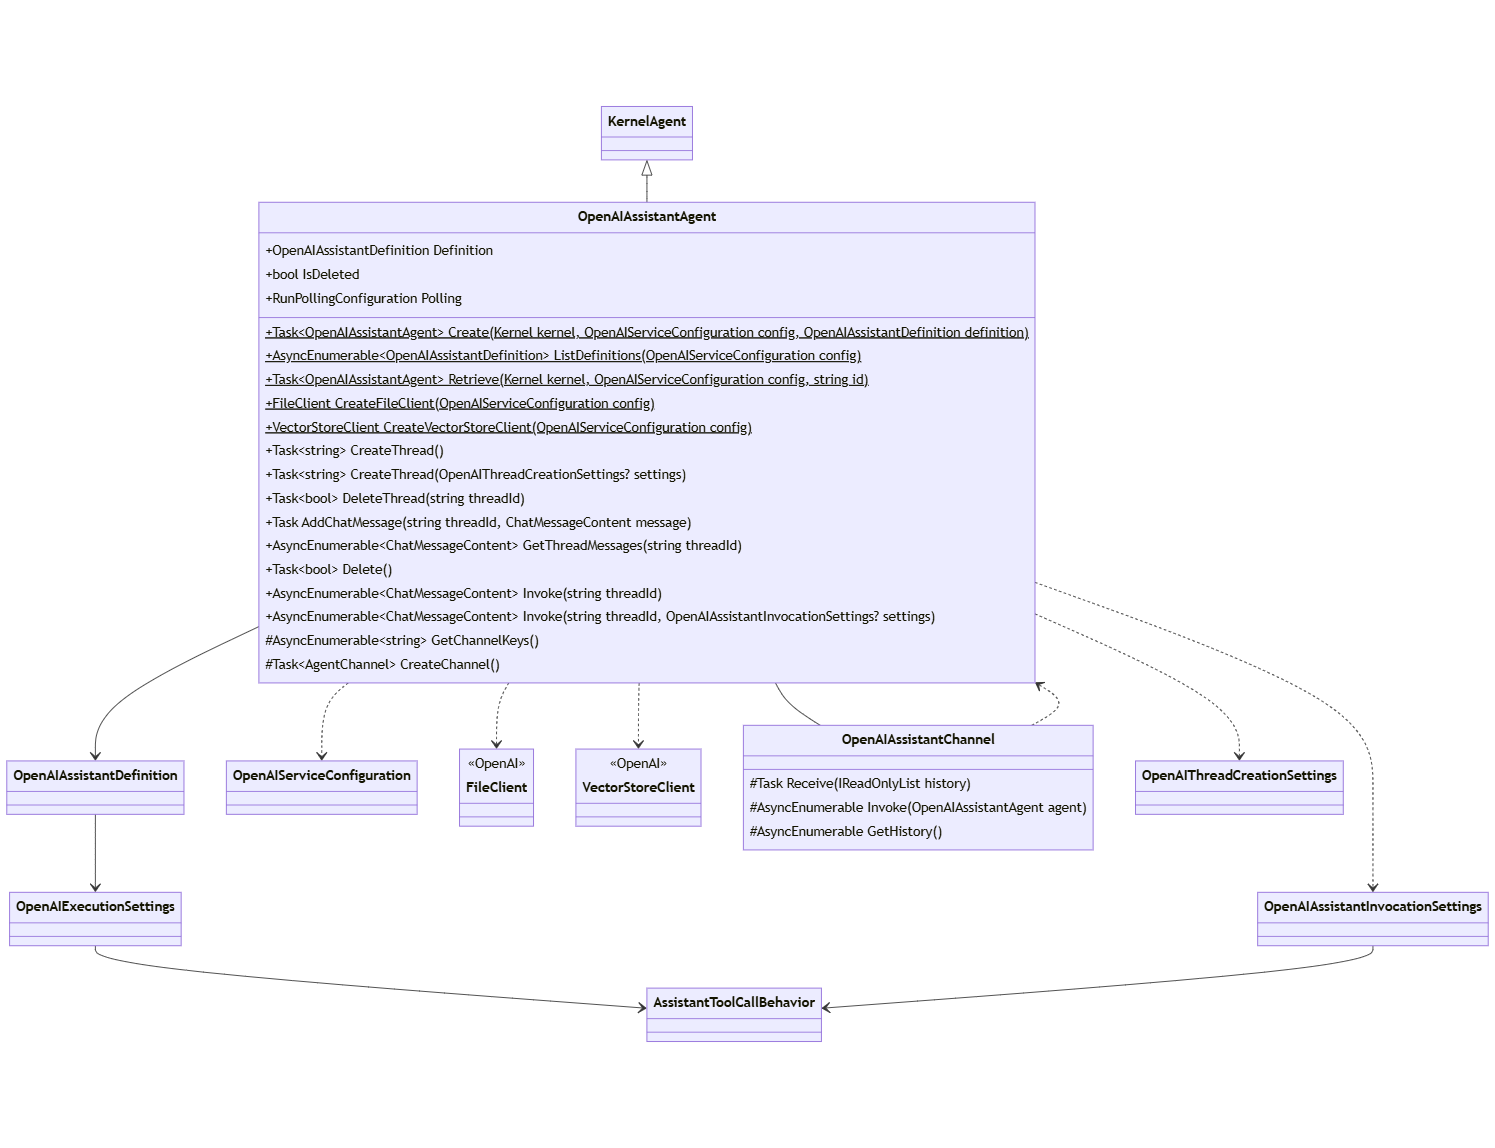 KernelAgent
OpenAIAssistantAgent
+OpenAIAssistantDefinition Definition
+bool IsDeleted
+RunPollingConfiguration Polling
+Task<OpenAIAssistantAgent> Create(Kernel kernel, OpenAIServiceConfiguration config, OpenAIAssistantDefinition definition)
+AsyncEnumerable<OpenAIAssistantDefinition> ListDefinitions(OpenAIServiceConfiguration config)
+Task<OpenAIAssistantAgent> Retrieve(Kernel kernel, OpenAIServiceConfiguration config, string id)
+FileClient CreateFileClient(OpenAIServiceConfiguration config)
+VectorStoreClient CreateVectorStoreClient(OpenAIServiceConfiguration config)
+Task<string> CreateThread()
+Task<string> CreateThread(OpenAIThreadCreationSettings? settings)
+Task<bool> DeleteThread(string threadId)
+Task AddChatMessage(string threadId, ChatMessageContent message)
+AsyncEnumerable<ChatMessageContent> GetThreadMessages(string threadId)
+Task<bool> Delete()
+AsyncEnumerable<ChatMessageContent> Invoke(string threadId)
+AsyncEnumerable<ChatMessageContent> Invoke(string threadId, OpenAIAssistantInvocationSettings? settings)
#AsyncEnumerable<string> GetChannelKeys()
#Task<AgentChannel> CreateChannel()
OpenAIAssistantDefinition
OpenAIServiceConfiguration
«OpenAI»
FileClient
«OpenAI»
VectorStoreClient
OpenAIAssistantChannel
#Task Receive(IReadOnlyList history)
#AsyncEnumerable Invoke(OpenAIAssistantAgent agent)
#AsyncEnumerable GetHistory()
OpenAIThreadCreationSettings
OpenAIExecutionSettings
OpenAIAssistantInvocationSettings
AssistantToolCallBehavior